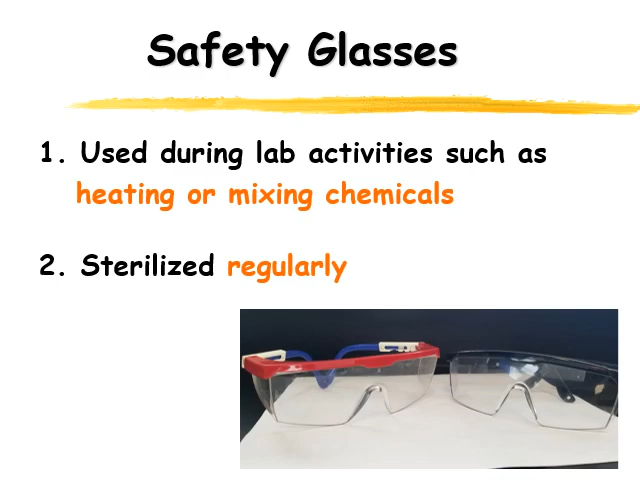 Safety Glasses
1. Used during lab activities such as
heating or mixing chemicals
2. Sterilized regularly